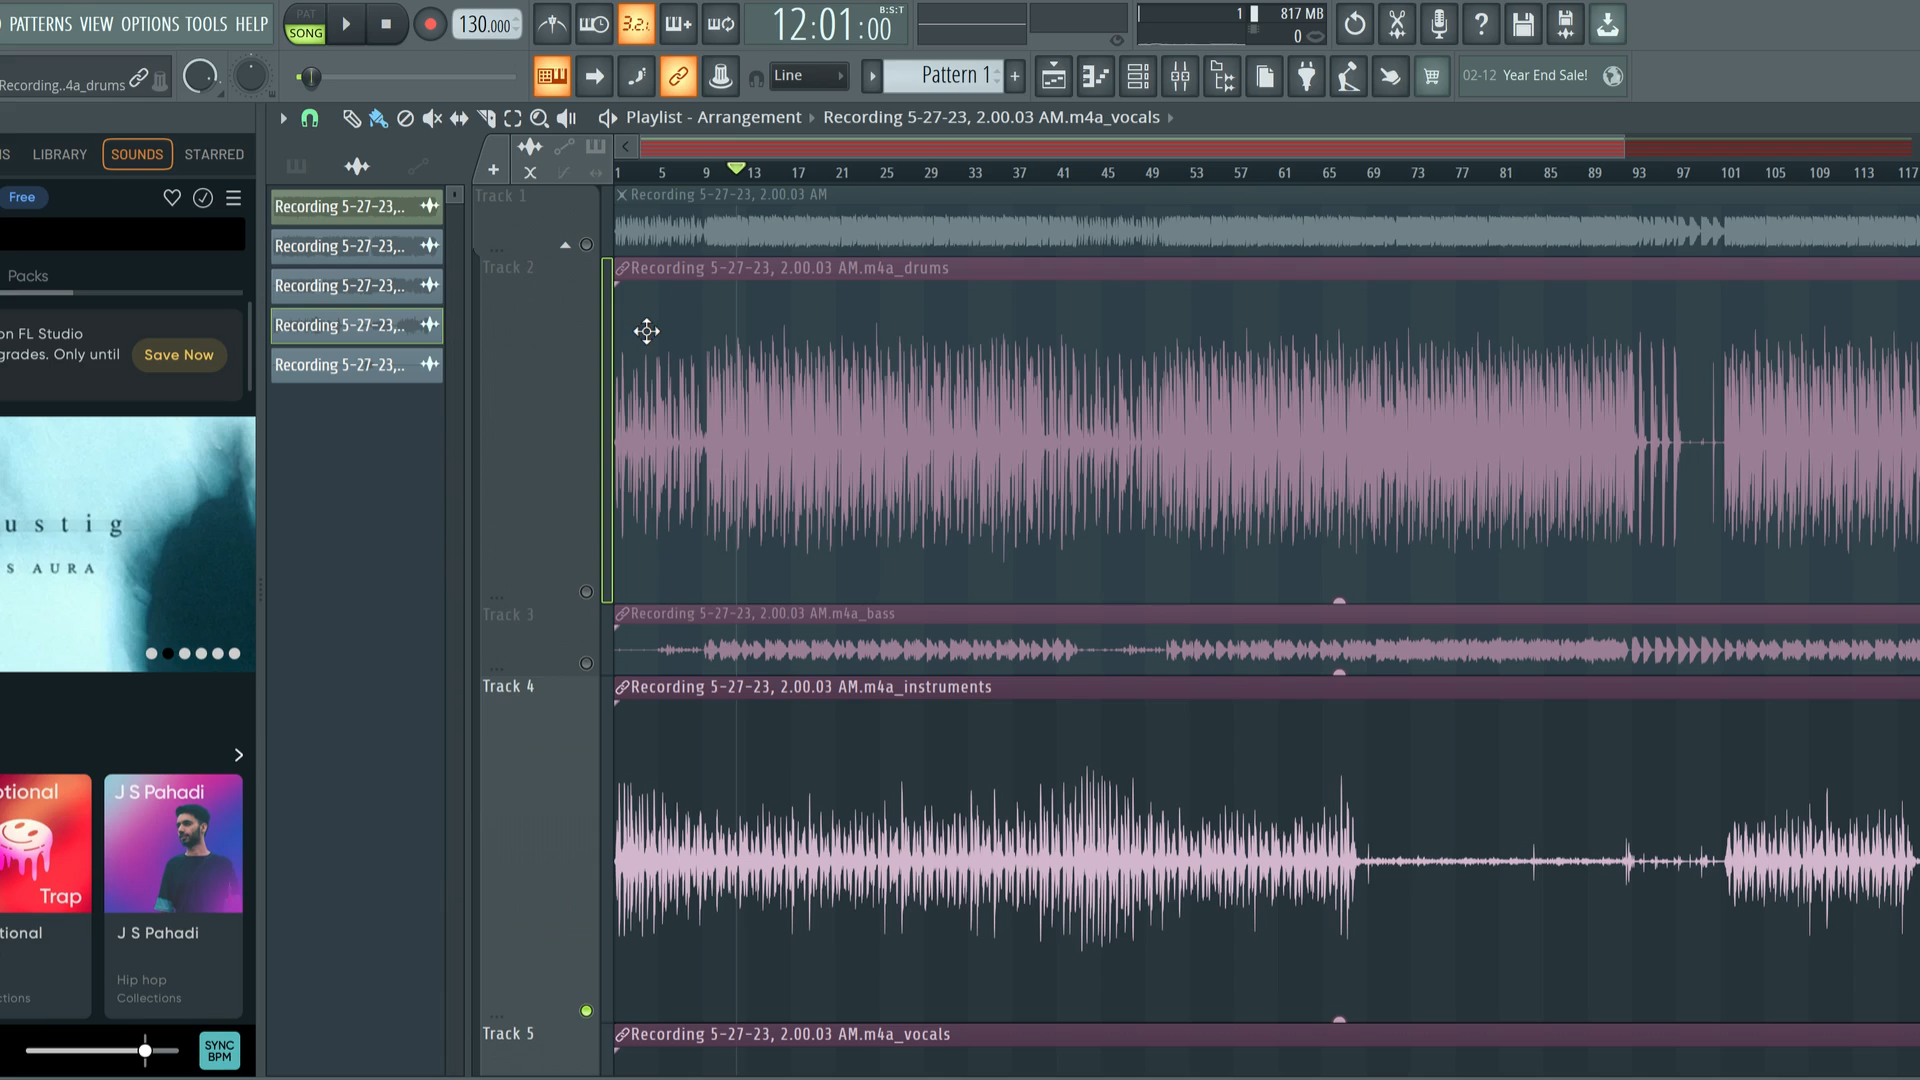 PATTERNS VIEW OPTIONS TOOLS HELP
PAT
SONG
130.000
3.2.
12:01:00
B:S:T
1
817 MB
0
Recording..4a_drums
Line
Pattern 1
02-12 Year End Sale!
Playlist - Arrangement
Recording 5-27-23, 2.00.03 AM.m4a_vocals
LIBRARY
SOUNDS
STARRED
1 5 9 13 17 21 25 29 33 37 41 45 49 53 57 61 65 69 73 77 81 85 89 93 97 101 105 109 113 117
Free
Packs
on FL Studio
grades. Only until
Save Now
Recording 5-27-23,..
Recording 5-27-23,..
Recording 5-27-23,..
Recording 5-27-23,..
Recording 5-27-23,..
Track 1
Recording 5-27-23, 2.00.03 AM
Track 2
Recording 5-27-23, 2.00.03 AM.m4a_drums
Track 3
Recording 5-27-23, 2.00.03 AM.m4a_bass
Track 4
Recording 5-27-23, 2.00.03 AM.m4a_instruments
Track 5
Recording 5-27-23, 2.00.03 AM.m4a_vocals
ustig
S AURA
otional
Trap
J S Pahadi
tional
J S Pahadi
Hip hop
Collections
ctions
SYNC
BPM